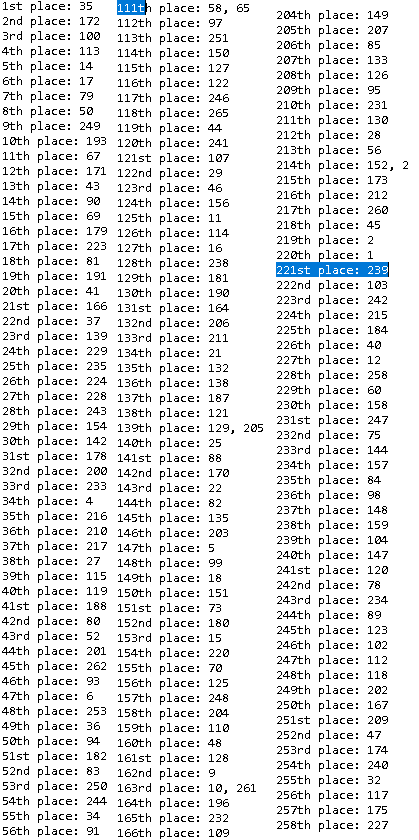 1st place: 35
2nd place: 172
3rd place: 100
4th place: 113
5th place: 14
6th place: 17
7th place: 79
8th place: 50
9th place: 249
10th place: 193
11th place: 67
12th place: 171
13th place: 43
14th place: 90
15th place: 69
16th place: 179
17th place: 223
18th place: 81
19th place: 191
20th place: 41
21st place: 166
22nd place: 37
23rd place: 139
24th place: 229
25th place: 235
26th place: 224
27th place: 228
28th place: 243
29th place: 154
30th place: 142
31st place: 178
32nd place: 200
33rd place: 233
34th place: 4
35th place: 216
36th place: 210
37th place: 217
38th place: 27
39th place: 115
40th place: 119
41st place: 188
42nd place: 80
43rd place: 52
44th place: 201
45th place: 262
46th place: 93
47th place: 6
48th place: 253
49th place: 36
50th place: 94
51st place: 182
52nd place: 83
53rd place: 250
54th place: 244
55th place: 34
56th place: 91
111th place: 58, 65
112th place: 97
113th place: 251
114th place: 150
115th place: 127
116th place: 122
117th place: 246
118th place: 265
119th place: 44
120th place: 241
121st place: 107
122nd place: 29
123rd place: 46
124th place: 156
125th place: 11
126th place: 114
127th place: 16
128th place: 238
129th place: 181
130th place: 190
131st place: 164
132nd place: 206
133rd place: 211
134th place: 21
135th place: 132
136th place: 138
137th place: 187
138th place: 121
139th place: 129, 205
140th place: 25
141st place: 88
142nd place: 170
143rd place: 22
144th place: 82
145th place: 135
146th place: 203
147th place: 5
148th place: 99
149th place: 18
150th place: 151
151st place: 73
152nd place: 180
153rd place: 15
154th place: 220
155th place: 70
156th place: 125
157th place: 248
158th place: 204
159th place: 110
160th place: 48
161st place: 128
162nd place: 9
163rd place: 10, 261
164th place: 196
165th place: 232
166th place: 109
204th place: 149
205th place: 207
206th place: 85
207th place: 133
208th place: 126
209th place: 95
210th place: 231
211th place: 130
212th place: 28
213th place: 56
214th place: 152, 2
215th place: 173
216th place: 212
217th place: 260
218th place: 45
219th place: 2
220th place: 1
221st place: 239
222nd place: 103
223rd place: 242
224th place: 215
225th place: 184
226th place: 40
227th place: 12
228th place: 258
229th place: 60
230th place: 158
231st place: 247
232nd place: 75
233rd place: 144
234th place: 157
235th place: 84
236th place: 98
237th place: 148
238th place: 159
239th place: 104
240th place: 147
241st place: 120
242nd place: 78
243rd place: 234
244th place: 89
245th place: 123
246th place: 102
247th place: 112
248th place: 118
249th place: 202
250th place: 167
251st place: 209
252nd place: 47
253rd place: 174
254th place: 240
255th place: 32
256th place: 117
257th place: 175
258th place: 227